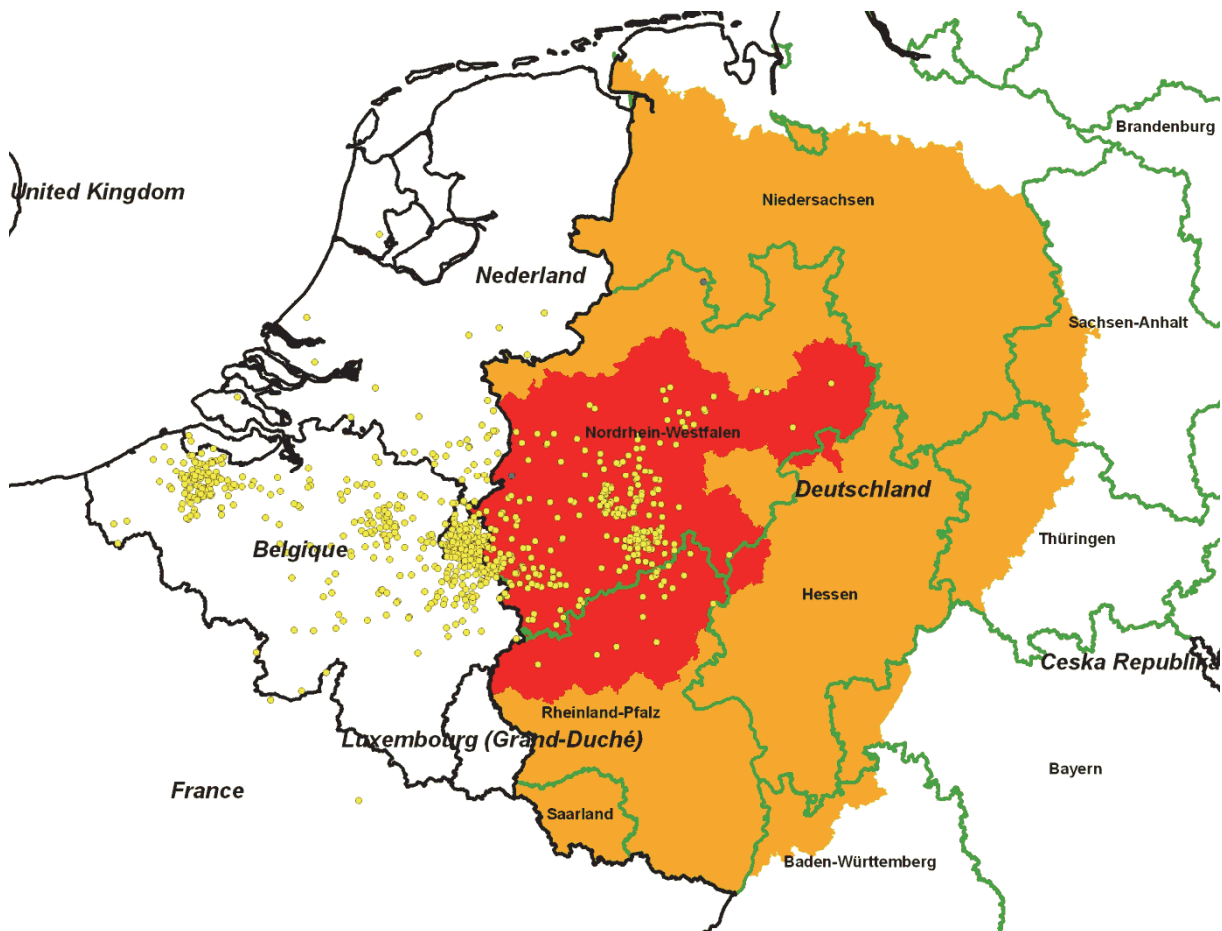 Brandenburg
United Kingdom
Niedersachsen
Nederland
Sachsen-Anhalt
Nordrhein-Westfalen
Deutschland
Belgique
Thüringen
Hessen
Ceska Republika
Rheinland-Pfalz
Luxembourg (Grand-Duché)
Bayern
France
Saarland
Baden-Württemberg